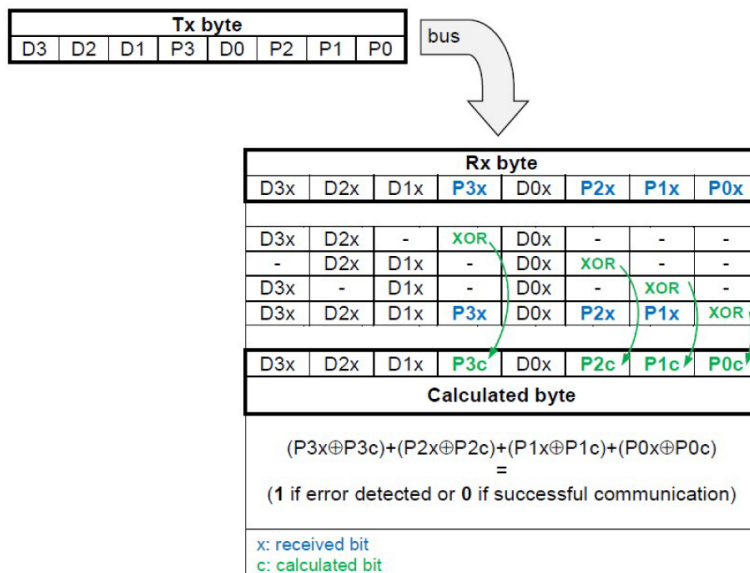 Tx byte
D3 D2 D1 P3 D0 P2 P1 P0
bus
Rx byte
D3x D2x D1x P3x D0x P2x P1x P0x
D3x D2x - XOR D0x - - -
- D2x D1x - D0x XOR - -
D3x - D1x - D0x - XOR -
D3x D2x D1x P3x D0x P2x P1x XOR
D3x D2x D1x P3c D0x P2c P1c P0c
Calculated byte
(P3x⊕P3c)+(P2x⊕P2c)+(P1x⊕P1c)+(P0x⊕P0c)
=
(1 if error detected or 0 if successful communication)
x: received bit
c: calculated bit